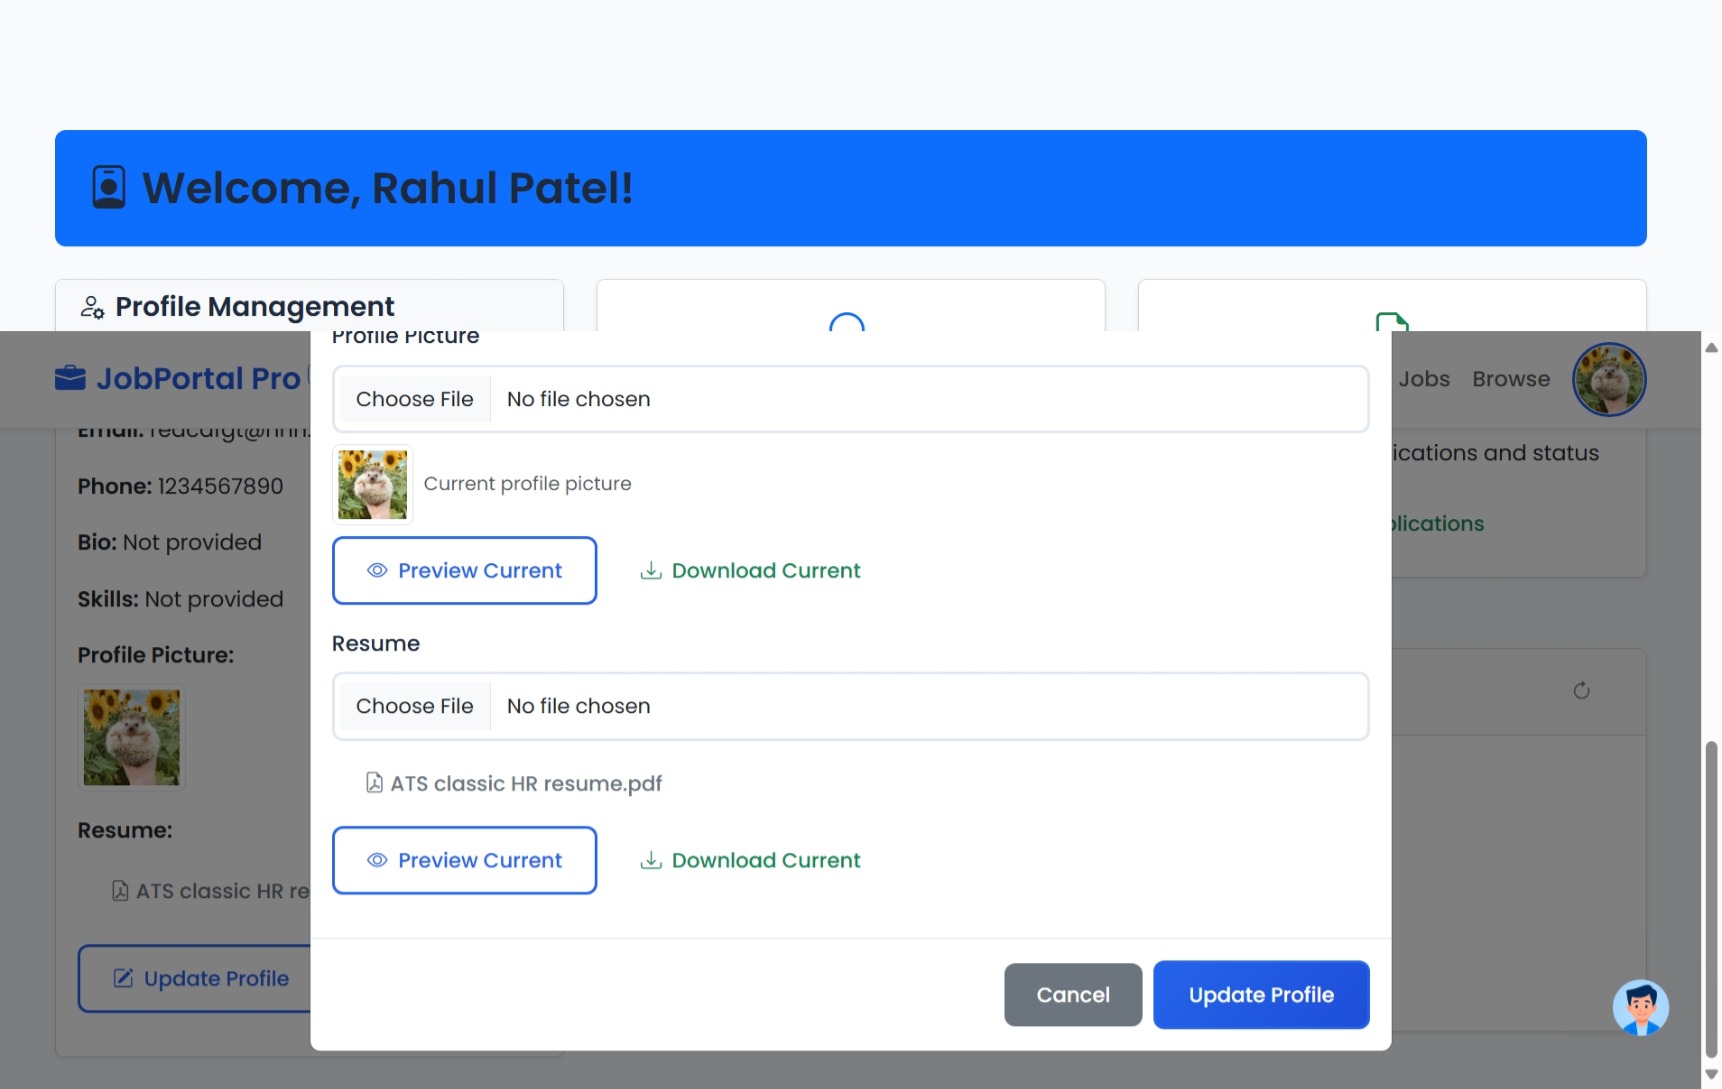 Welcome, Rahul Patel!
Profile Management
Profile Picture
JobPortal Pro
Jobs
Browse
Choose File
No file chosen
Email:
Current profile picture
ications and status
Phone: 1234567890
plications
Bio: Not provided
Preview Current
Download Current
Skills: Not provided
Resume
Profile Picture:
Choose File
No file chosen
ATS classic HR resume.pdf
Resume:
Preview Current
Download Current
ATS classic HR re
Update Profile
Cancel
Update Profile